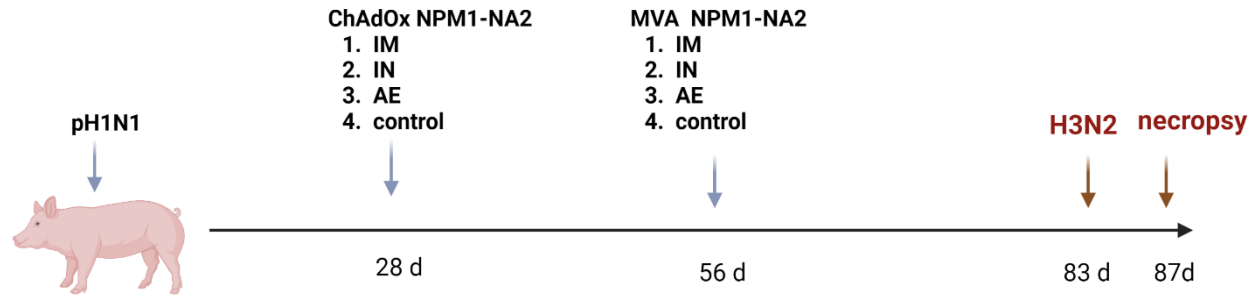 pH1N1
ChAdOx NPM1-NA2
1. IM
2. IN
3. AE
4. control
MVA NPM1-NA2
1. IM
2. IN
3. AE
4. control
H3N2
necropsy
28 d
56 d
83 d
87d